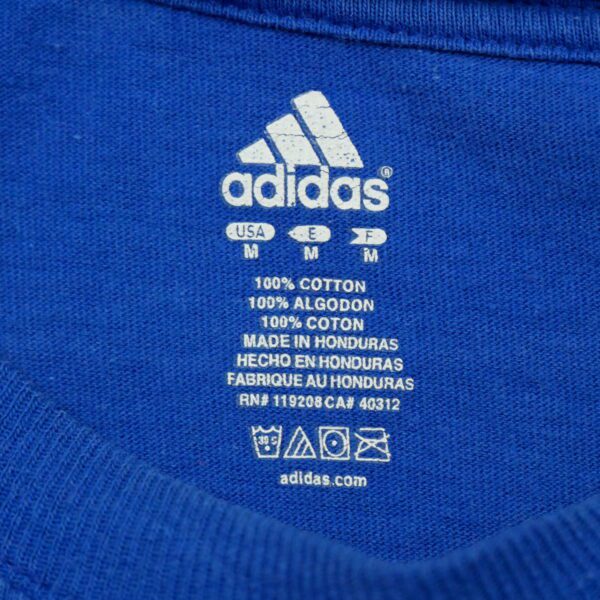 adidas®
USA E F
M M M
100% COTTON
100% ALGODON
100% COTON
MADE IN HONDURAS
HECHO EN HONDURAS
FABRIQUE AU HONDURAS
RN# 119208 CA# 40312
30 S
adidas.com